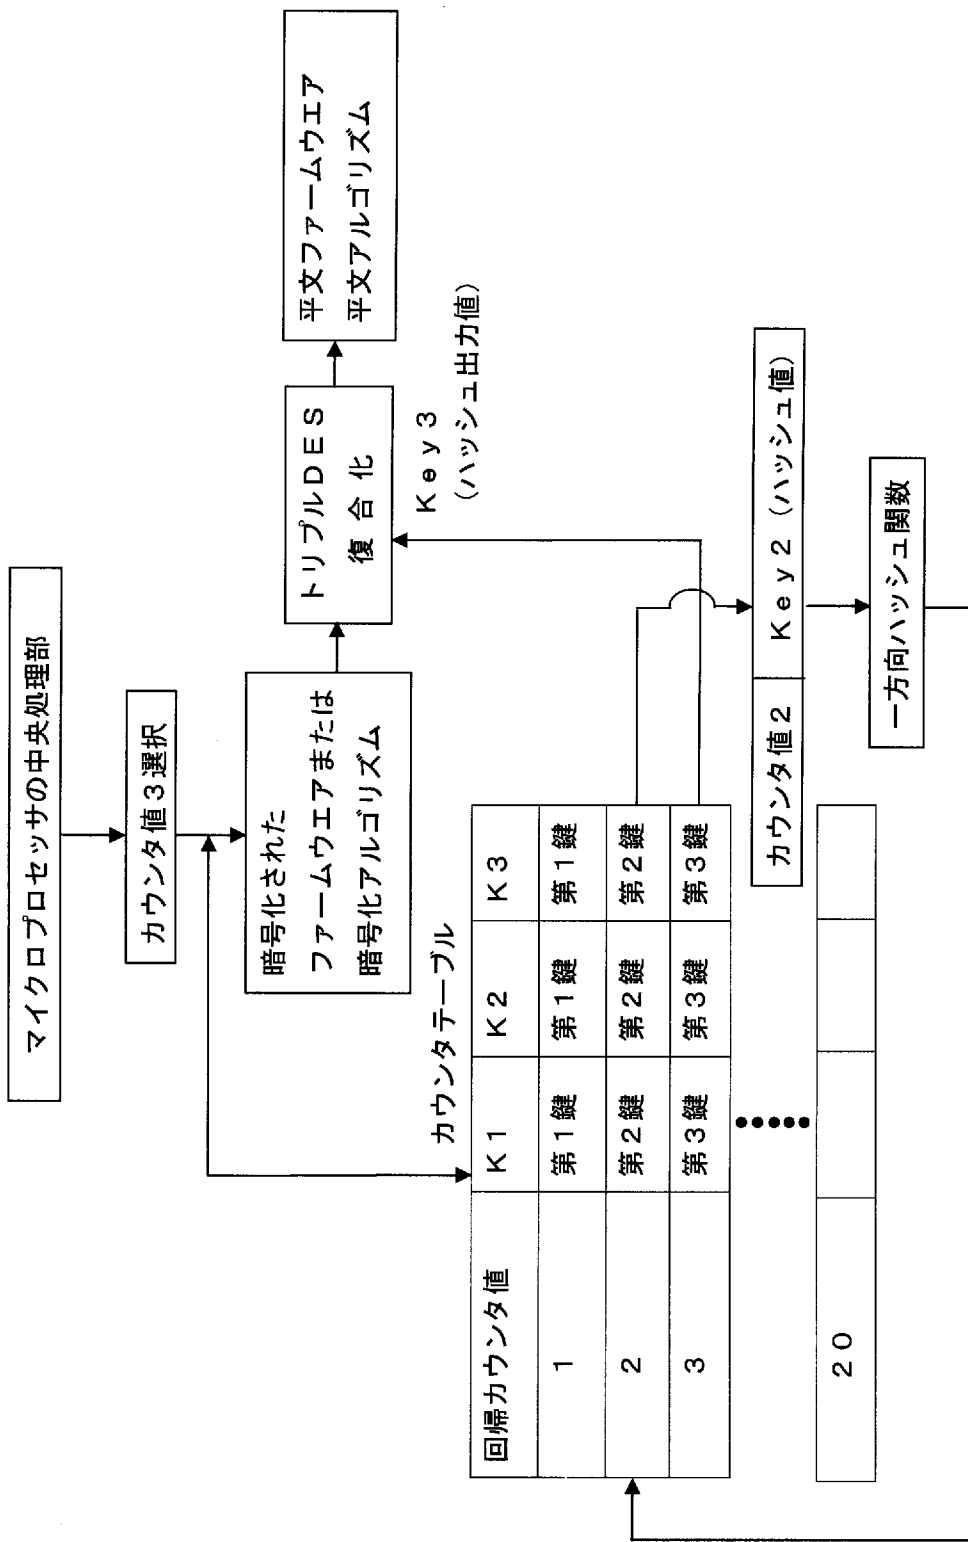 マイクロプロセッサの中央処理部
カウンタ値3選択
暗号化された
ファームウエアまたは
暗号化アルゴリズム
トリプルDES
復合化
平文ファームウエア
平文アルゴリズム
Key3
(ハッシュ出力値)
カウンタテーブル
回帰カウンタ値 K1 K2 K3
1 第1鍵 第1鍵 第1鍵
2 第2鍵 第2鍵 第2鍵
3 第3鍵 第3鍵 第3鍵
20
カウンタ値2 Key2(ハッシュ値)
一方向ハッシュ関数